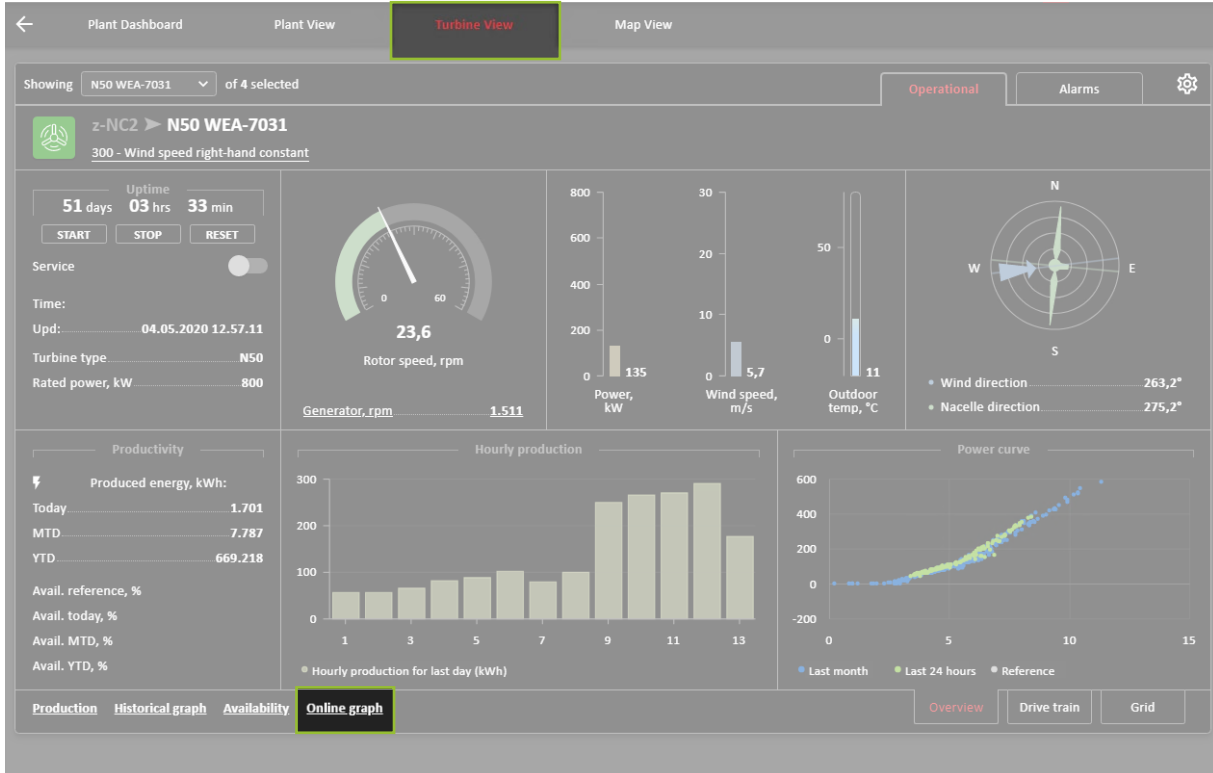 Plant Dashboard Plant View Turbine View Map View
Showing N50 WEA-7031 of 4 selected
Operational Alarms
z-NC2 ➤ N50 WEA-7031
300 - Wind speed right-hand constant
Uptime
51 days 03 hrs 33 min
START STOP RESET
Service
Time:
Upd: 04.05.2020 12.57.11
Turbine type N50
Rated power, kW 800
0 60
23,6
Rotor speed, rpm
Generator, rpm 1.511
800
600
400
200
0
135
Power,
kW
30
20
10
0
5,7
Wind speed,
m/s
50
0
11
Outdoor
temp, °C
N
W E
S
Wind direction 263,2°
Nacelle direction 275,2°
Productivity
Produced energy, kWh:
Today 1.701
MTD 7.787
YTD 669.218
Avail. reference, %
Avail. today, %
Avail. MTD, %
Avail. YTD, %
Hourly production
300
200
100
0
1 3 5 7 9 11 13
Hourly production for last day (kWh)
Power curve
600
400
200
0
-200
0 5 10 15
Last month Last 24 hours Reference
Production Historical graph Availability Online graph
Overview Drive train Grid